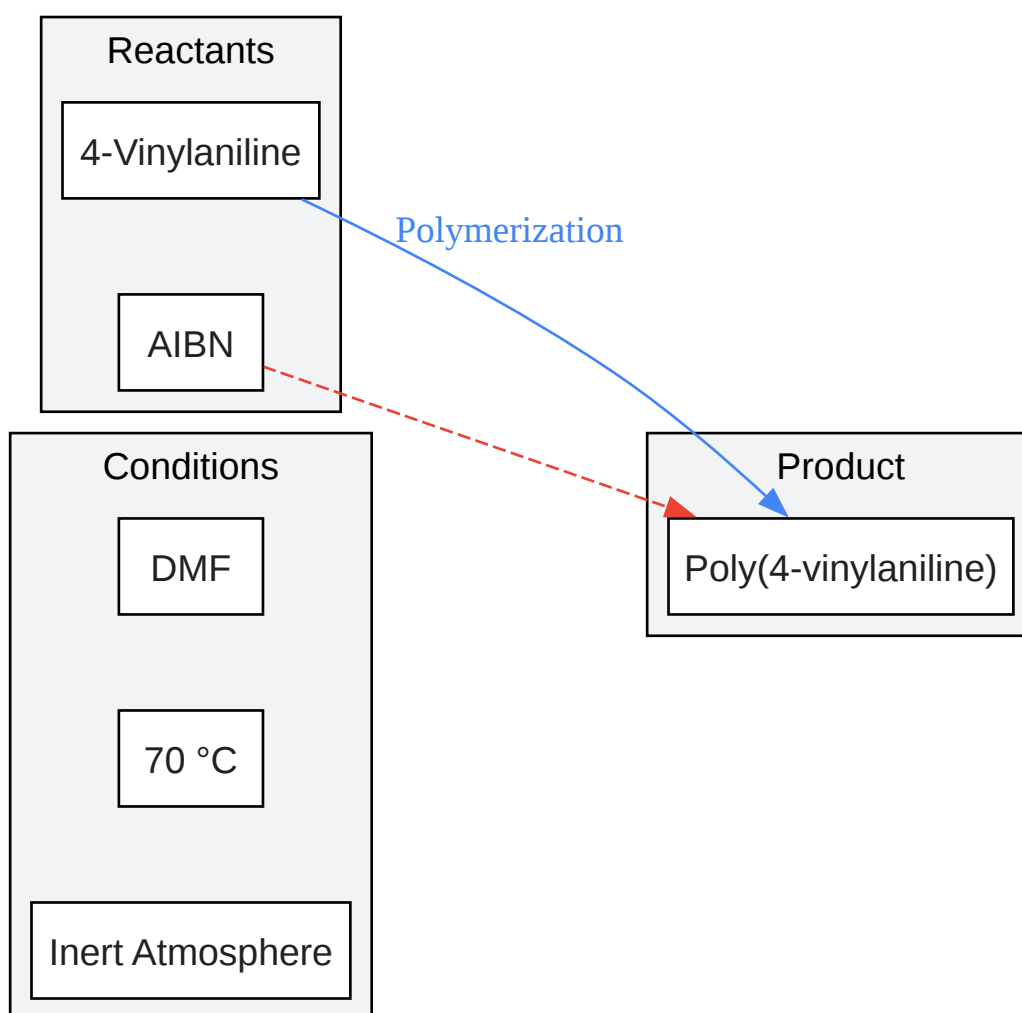 Reactants
4-Vinylaniline
Polymerization
AIBN
Conditions
Product
DMF
Poly(4-vinylaniline)
70 °C
Inert Atmosphere